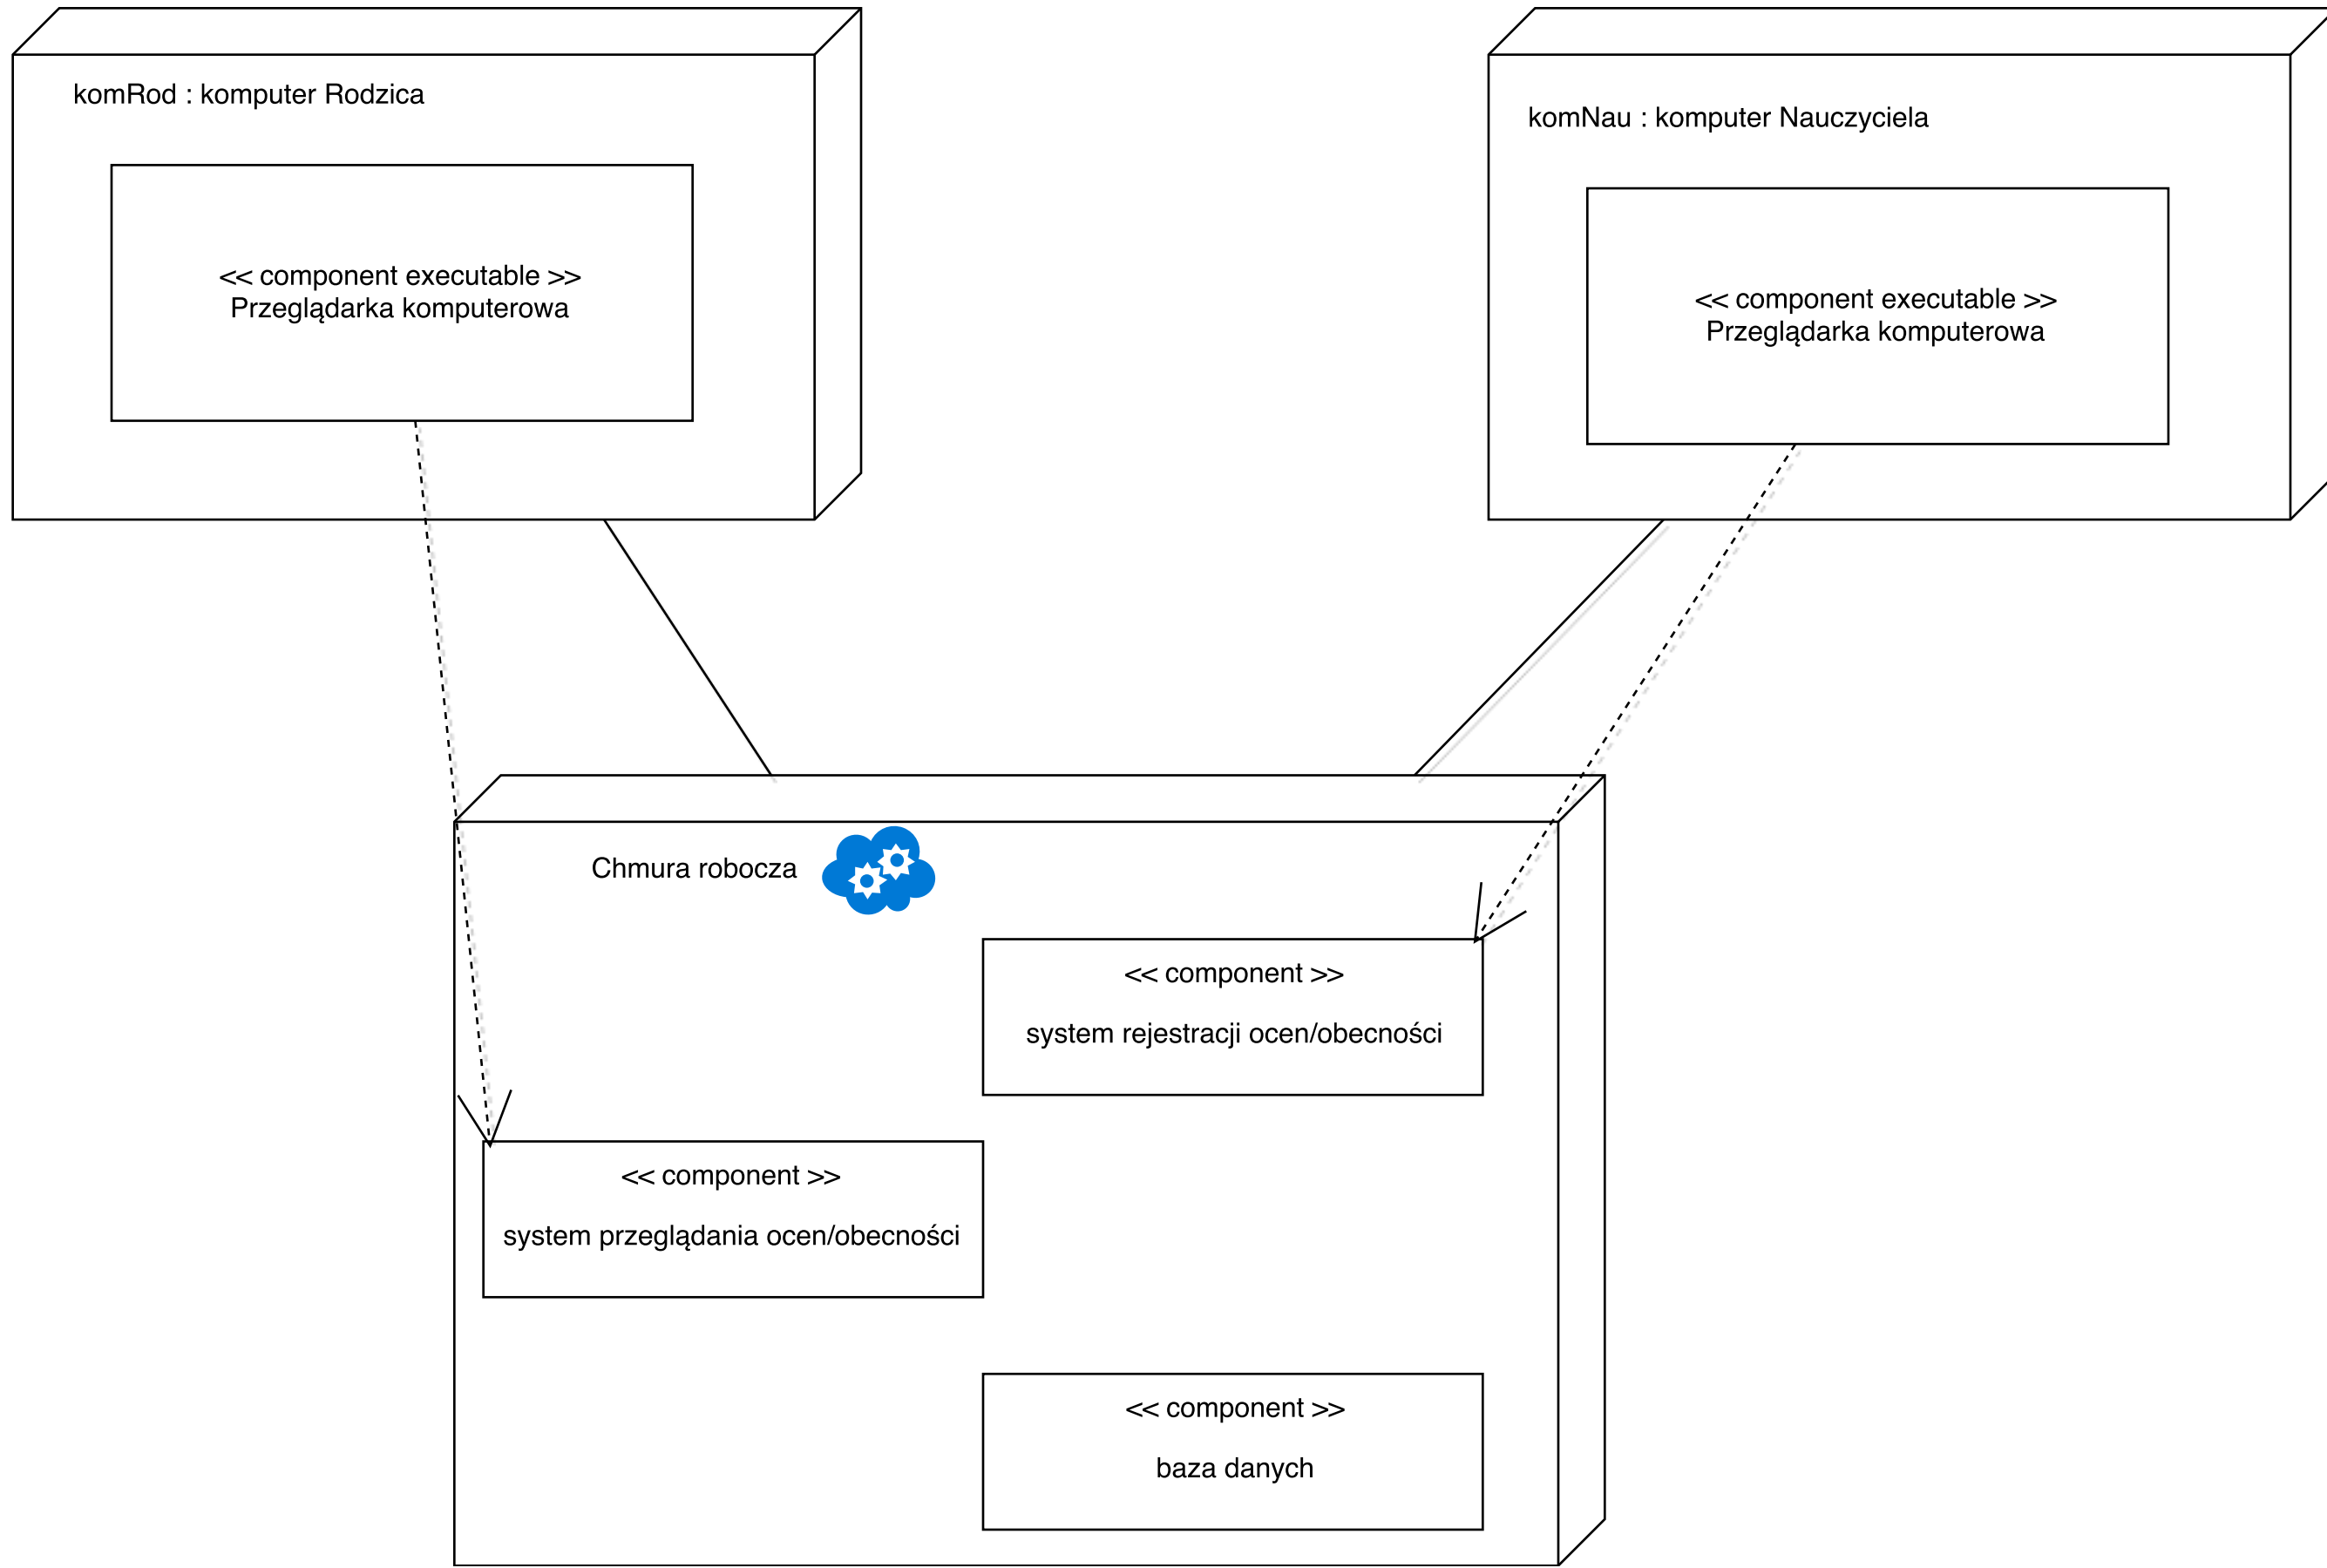 komRod : komputer Rodzica
<< component executable >>
Przeglądarka komputerowa
komNau : komputer Nauczyciela
<< component executable >>
Przeglądarka komputerowa
Chmura robocza
<< component >>
system rejestracji ocen/obecności
<< component >>
system przeglądania ocen/obecności
<< component >>
baza danych